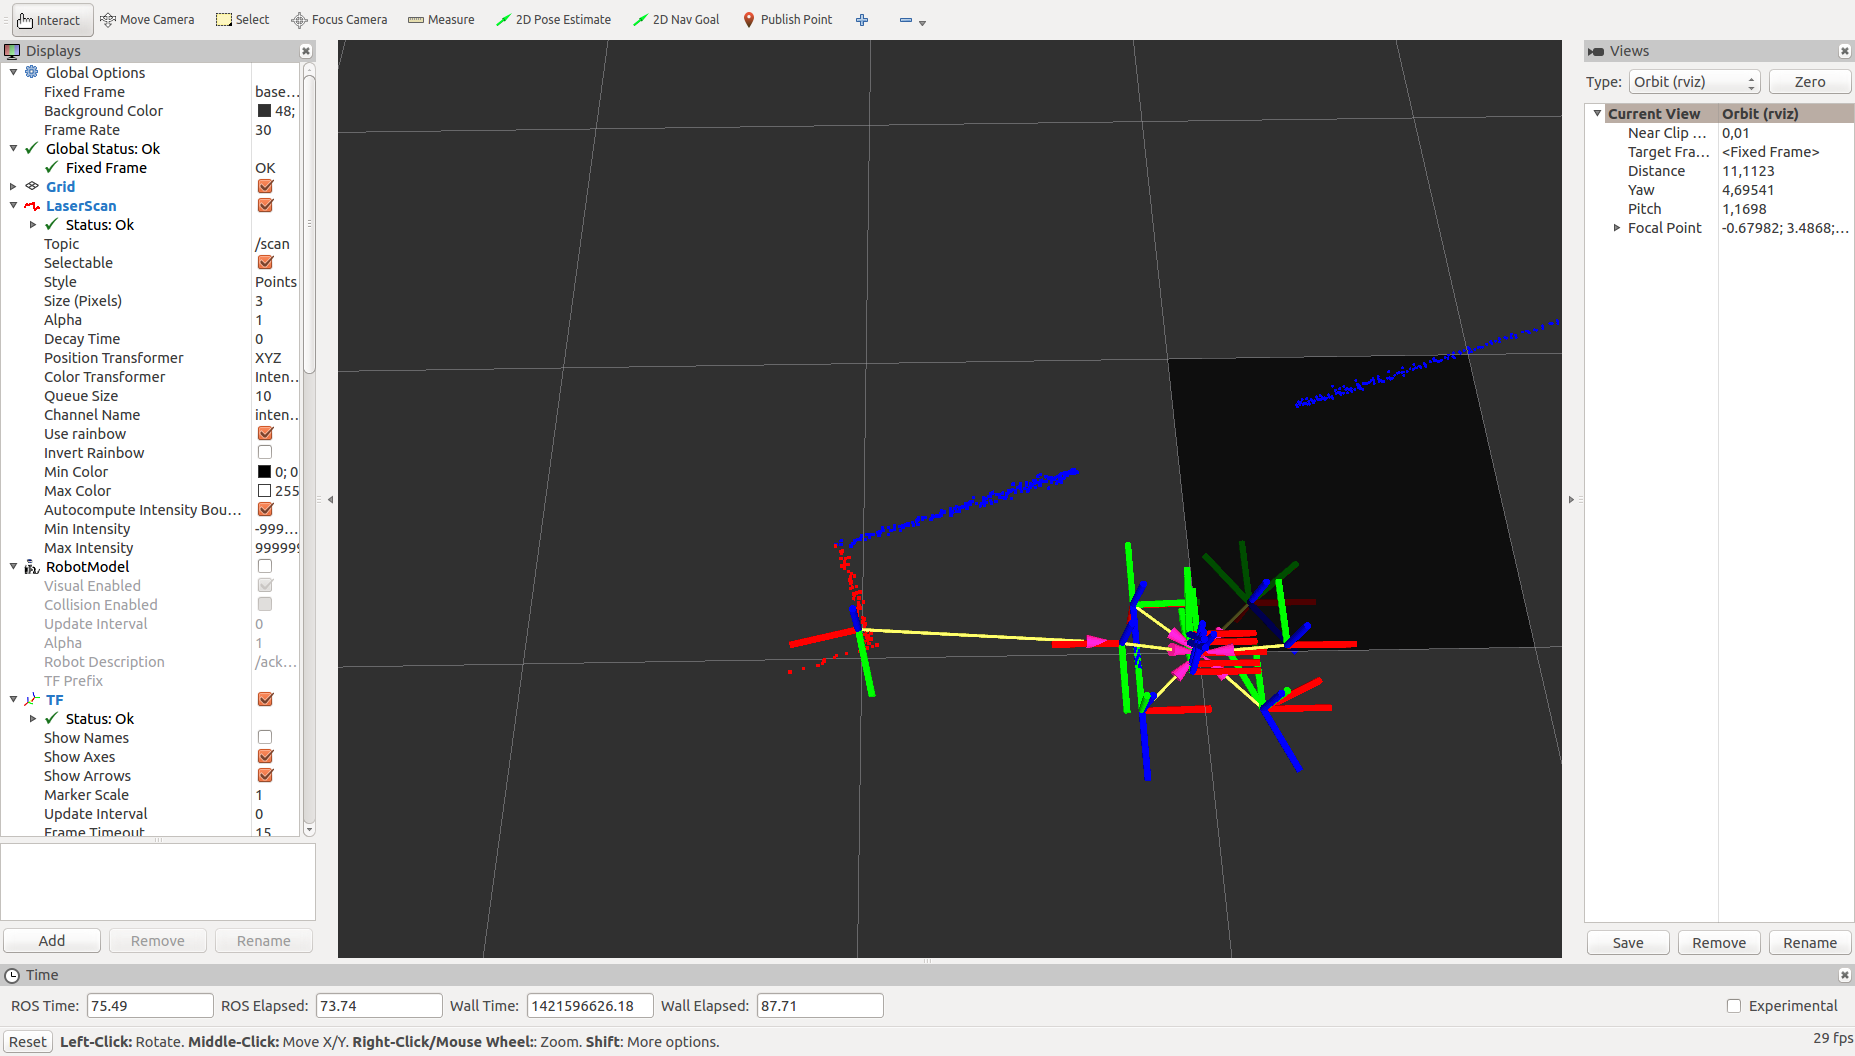 Interact Move Camera Select Focus Camera Measure 2D Pose Estimate 2D Nav Goal Publish Point
Displays
Global Options
Fixed Frame base...
Background Color 48;
Frame Rate 30
Global Status: Ok
Fixed Frame OK
Grid
LaserScan
Status: Ok
Topic /scan
Selectable
Style Points
Size (Pixels) 3
Alpha 1
Decay Time 0
Position Transformer XYZ
Color Transformer Inten...
Queue Size 10
Channel Name inten...
Use rainbow
Invert Rainbow
Min Color 0; 0
Max Color 255
Autocompute Intensity Bou...
Min Intensity -999...
Max Intensity 999999
RobotModel
Visual Enabled
Collision Enabled
Update Interval 0
Alpha 1
Robot Description /ack...
TF Prefix
TF
Status: Ok
Show Names
Show Axes
Show Arrows
Marker Scale 1
Update Interval 0
Frame Timeout 15
Add Remove Rename
Views
Type: Orbit (rviz) Zero
Current View Orbit (rviz)
Near Clip ... 0,01
Target Fra... <Fixed Frame>
Distance 11,1123
Yaw 4,69541
Pitch 1,1698
Focal Point -0.67982; 3.4868;...
Save Remove Rename
Time
ROS Time: 75.49 ROS Elapsed: 73.74 Wall Time: 1421596626.18 Wall Elapsed: 87.71 Experimental
Reset Left-Click: Rotate. Middle-Click: Move X/Y. Right-Click/Mouse Wheel:: Zoom. Shift: More options. 29 fps